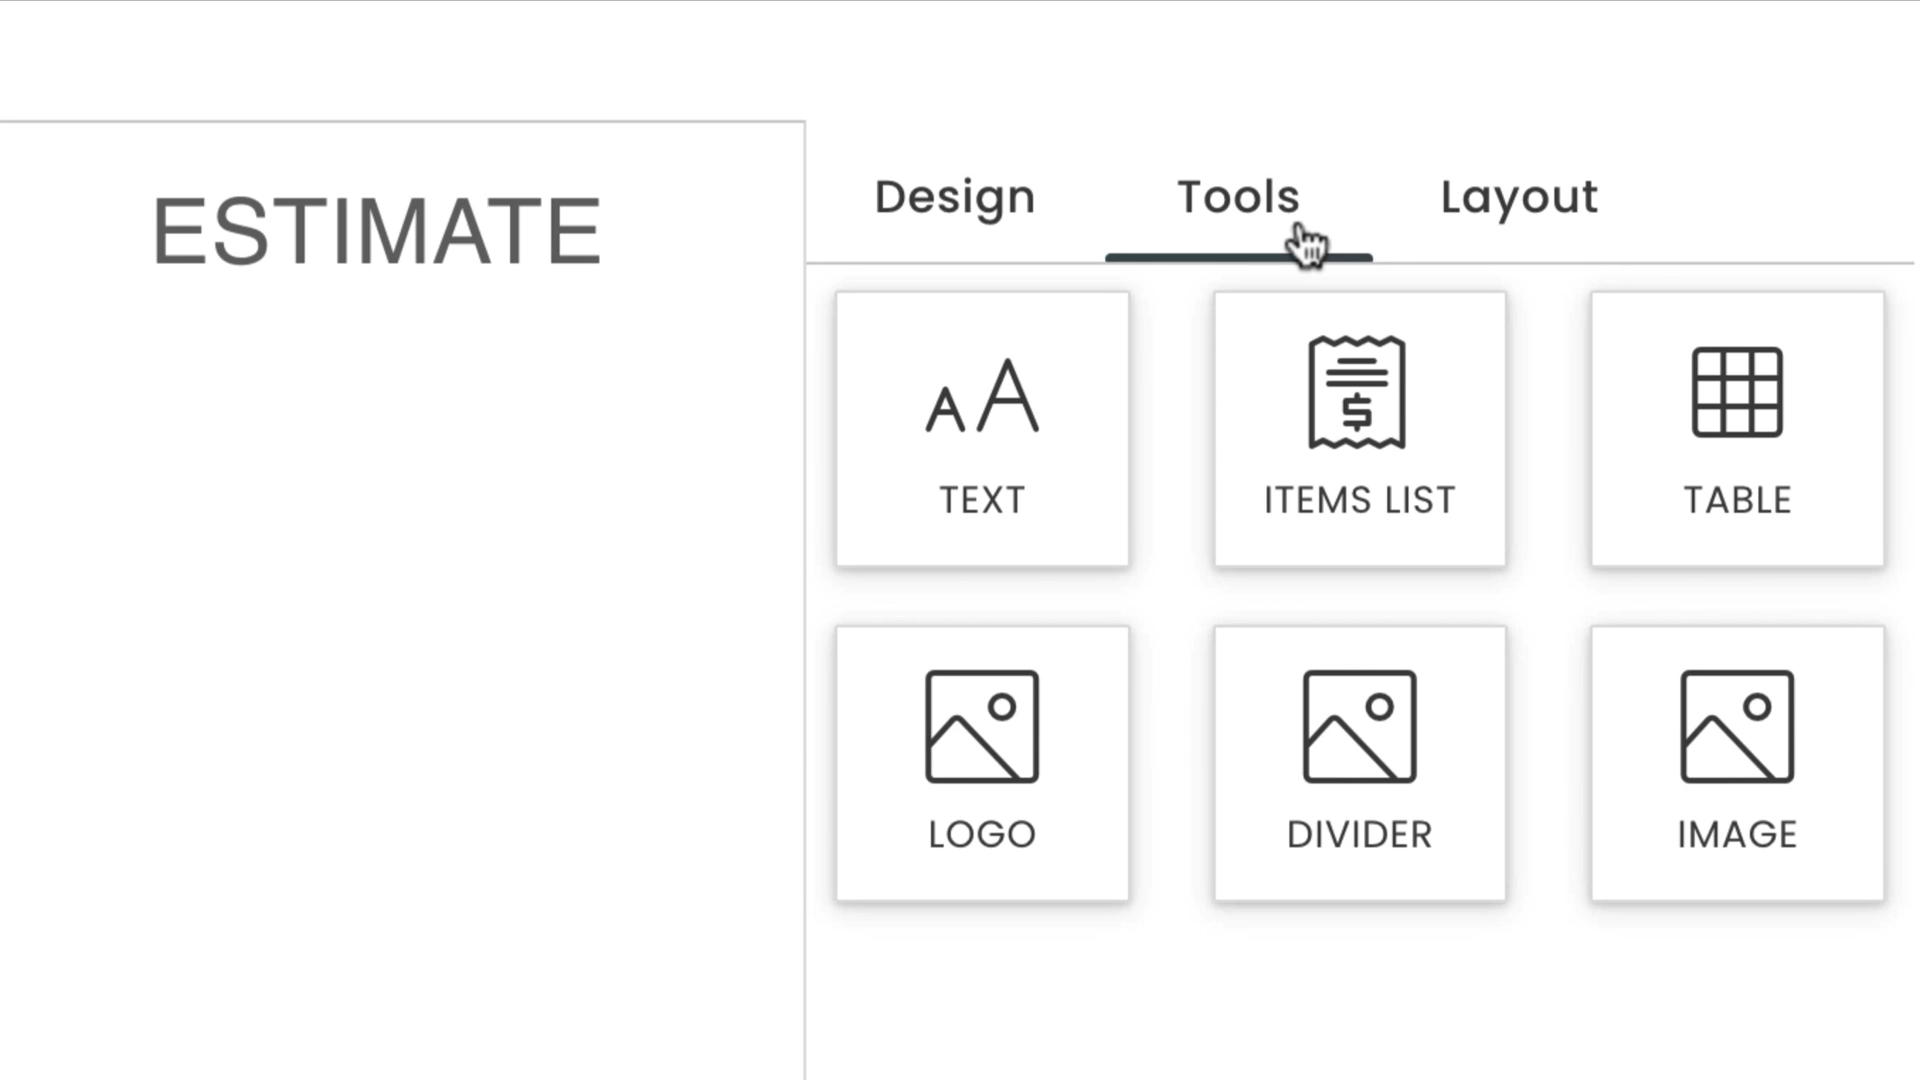 ESTIMATE
Design Tools Layout
TEXT ITEMS LIST TABLE
LOGO DIVIDER IMAGE